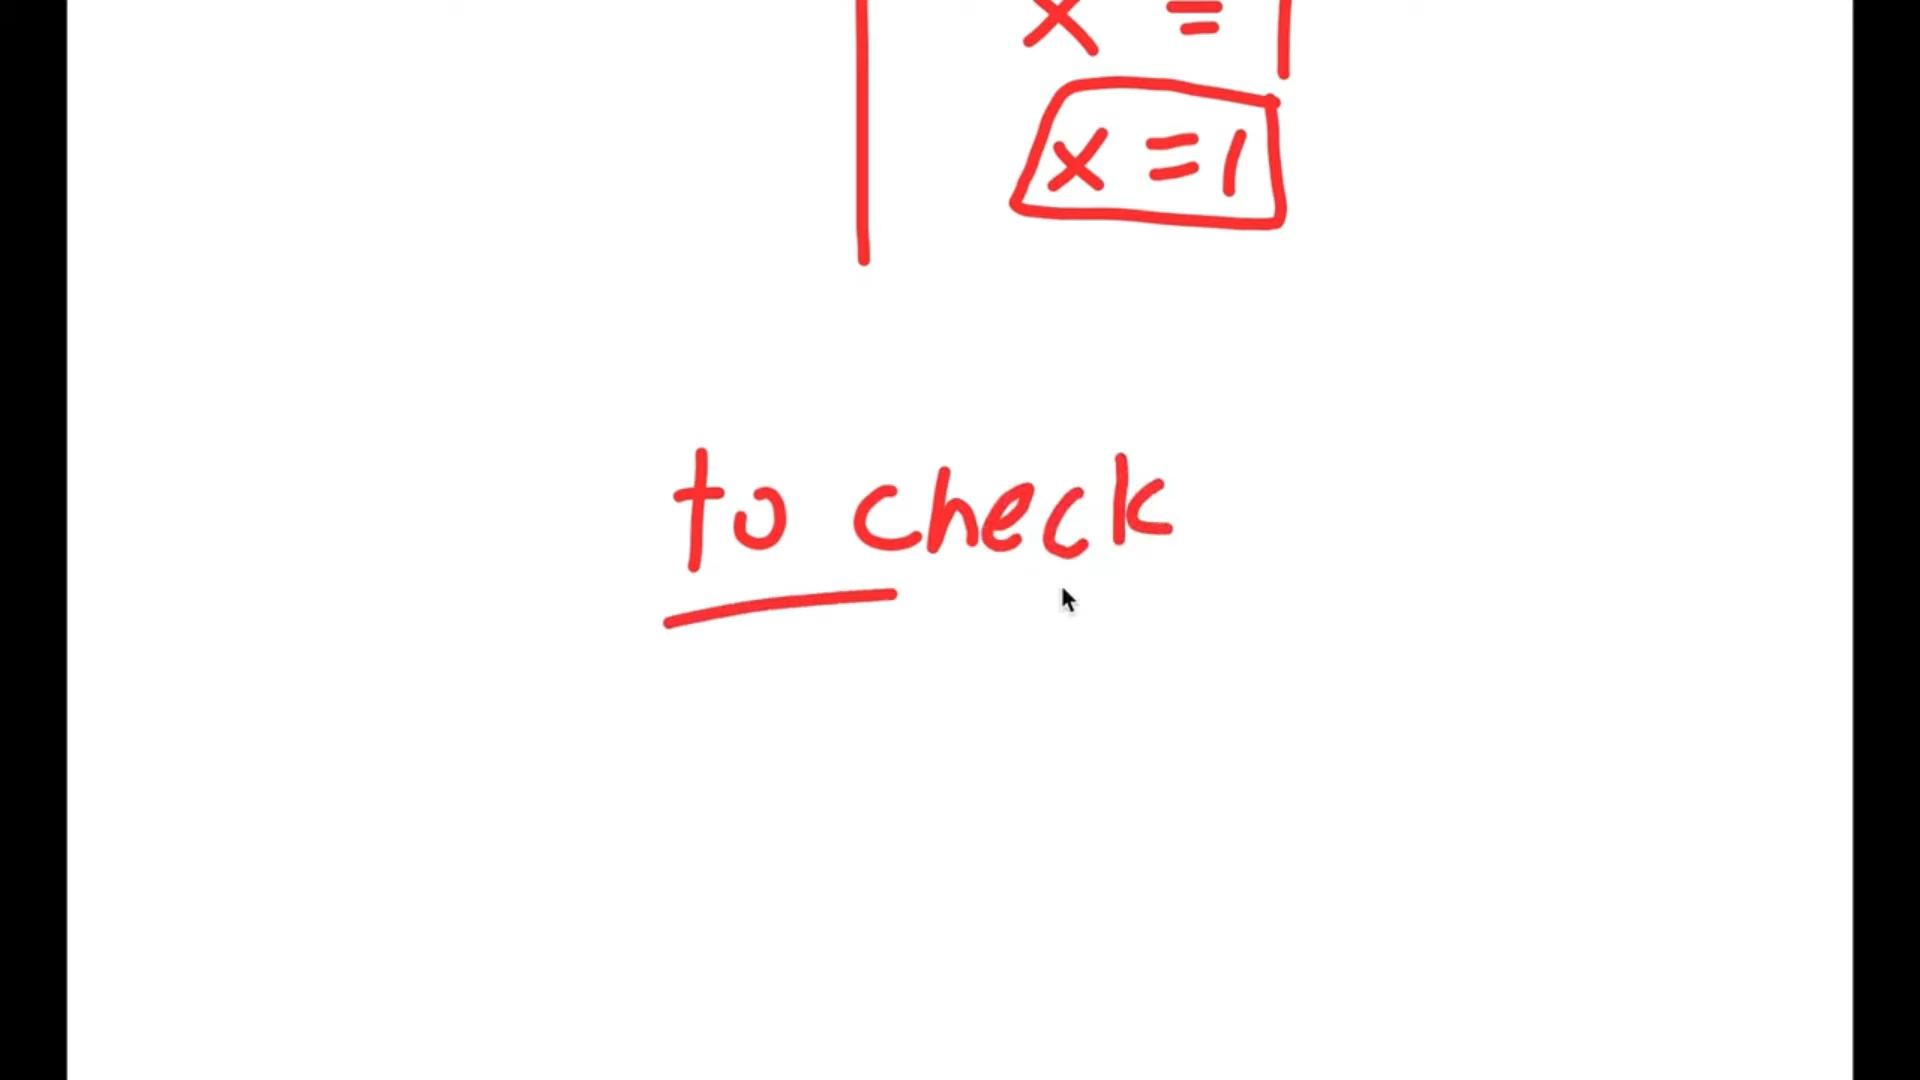 x = 1
x = 1
to check